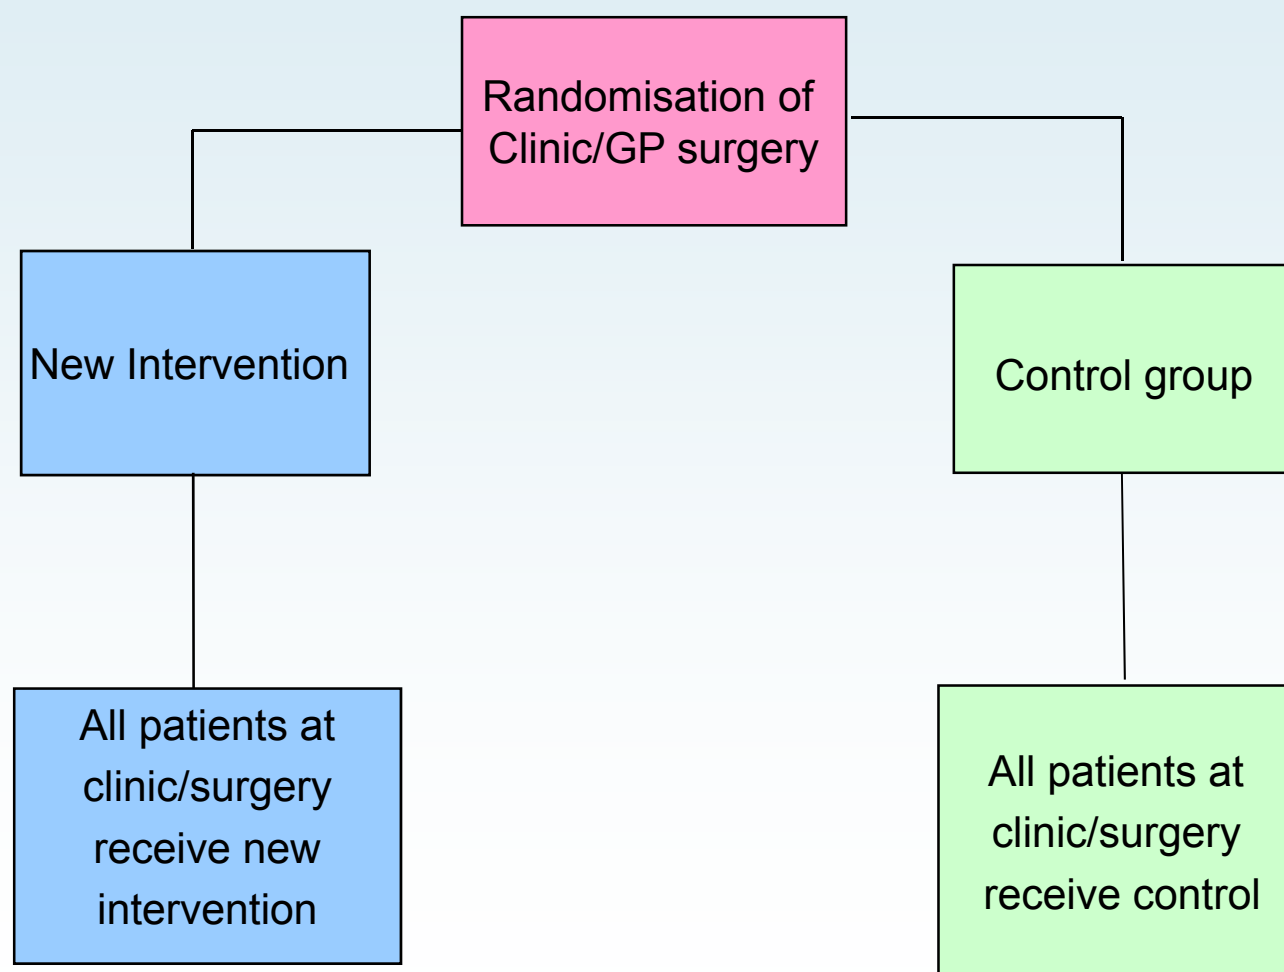 Randomisation of
Clinic/GP surgery
New Intervention
Control group
All patients at
clinic/surgery
receive new
intervention
All patients at
clinic/surgery
receive control